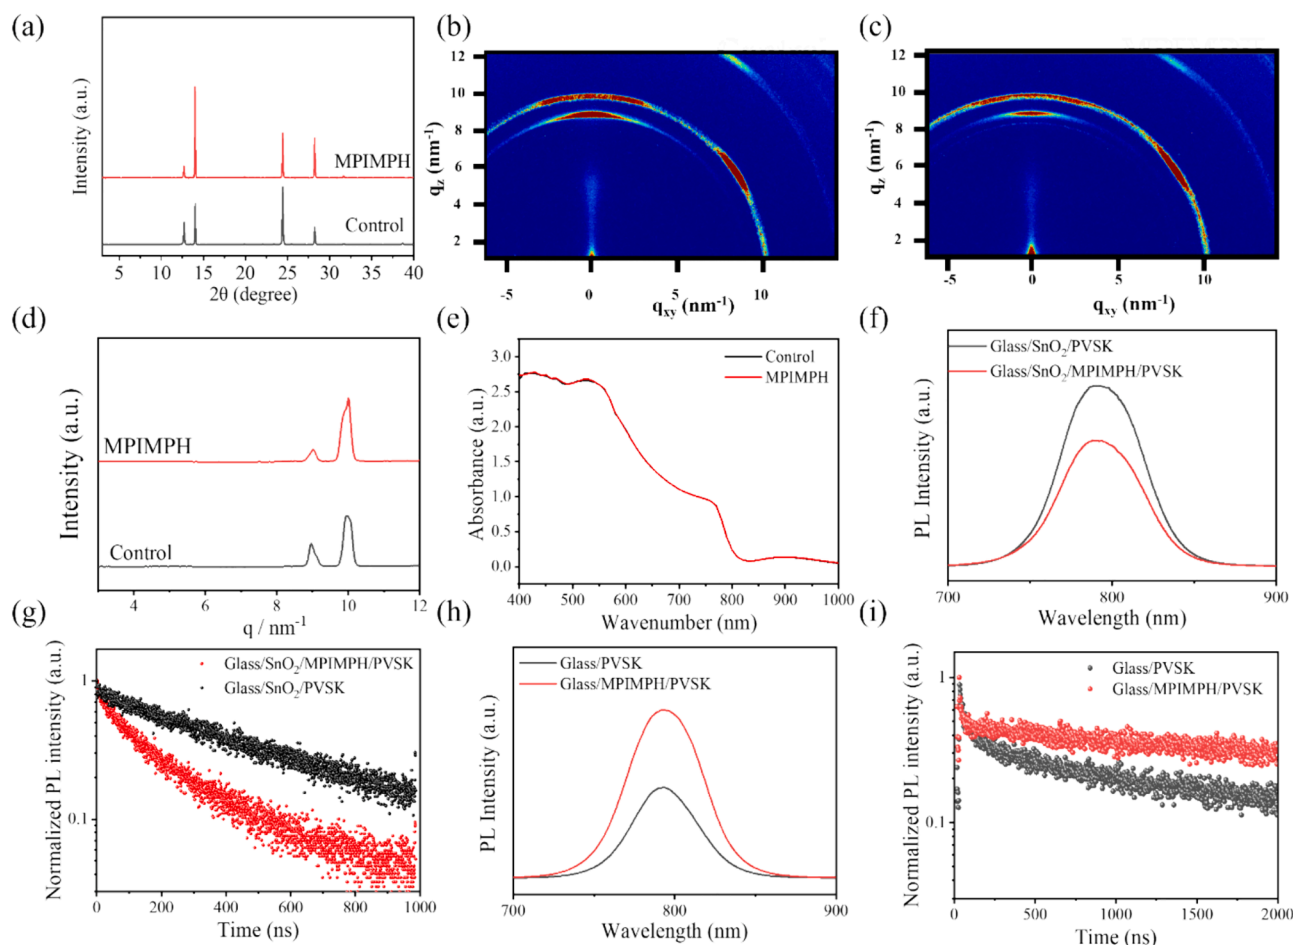 (a)
Intensity (a.u.)
MPIMPH
Control
5 10 15 20 25 30 35 40
2θ (degree)
(b)
12
10
8
6
4
2
q_z (nm⁻¹)
-5 0 5 10
q_xy (nm⁻¹)
(c)
12
10
8
6
4
2
q_z (nm⁻¹)
-5 0 5 10
q_xy (nm⁻¹)
(d)
Intensity (a.u.)
MPIMPH
Control
4 6 8 10 12
q / nm⁻¹
(e)
Control
MPIMPH
3.0
2.5
2.0
1.5
1.0
0.5
0.0
Absorbance (a.u.)
400 500 600 700 800 900 1000
Wavenumber (nm)
(f)
Glass/SnO₂/PVSK
Glass/SnO₂/MPIMPH/PVSK
PL Intensity (a.u.)
700 800 900
Wavelength (nm)
(g)
Glass/SnO₂/MPIMPH/PVSK
Glass/SnO₂/PVSK
1
0.1
Normalized PL intensity (a.u.)
0 200 400 600 800 1000
Time (ns)
(h)
Glass/PVSK
Glass/MPIMPH/PVSK
PL Intensity (a.u.)
700 800 900
Wavelength (nm)
(i)
Glass/PVSK
Glass/MPIMPH/PVSK
1
0.1
Normalized PL intensity (a.u.)
0 500 1000 1500 2000
Time (ns)